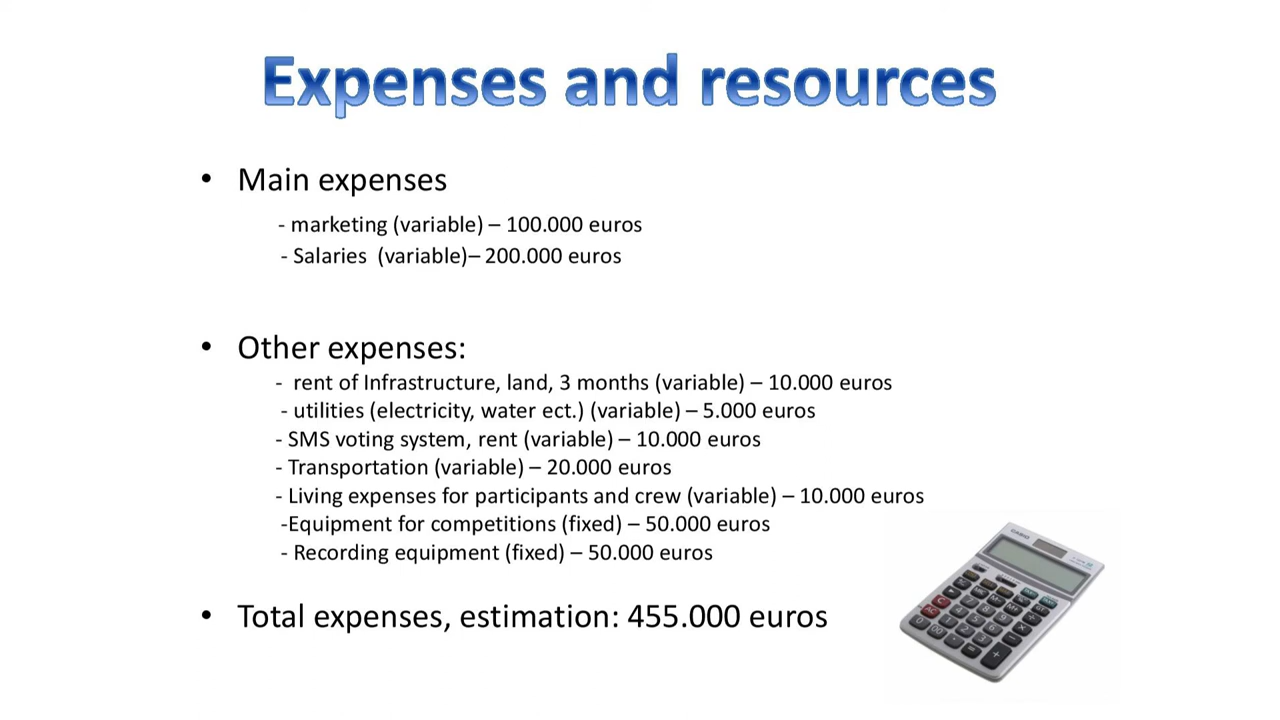 Expenses and resources
• Main expenses
- marketing (variable) – 100.000 euros
- Salaries  (variable)– 200.000 euros
• Other expenses:
-  rent of Infrastructure, land, 3 months (variable) – 10.000 euros
- utilities (electricity, water ect.) (variable) – 5.000 euros
- SMS voting system, rent (variable) – 10.000 euros
- Transportation (variable) – 20.000 euros
- Living expenses for participants and crew (variable) – 10.000 euros
-Equipment for competitions (fixed) – 50.000 euros
- Recording equipment (fixed) – 50.000 euros
• Total expenses, estimation: 455.000 euros
CASIO